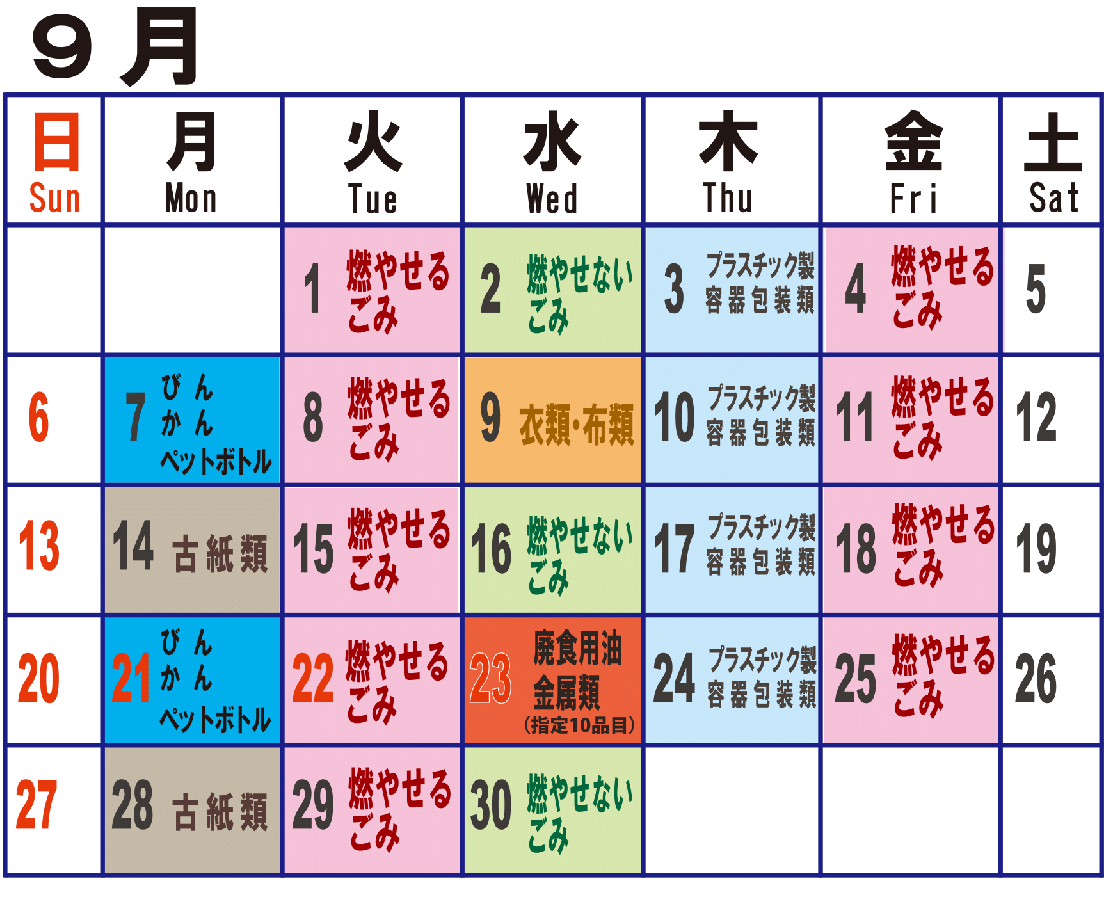 9月
日 月 火 水 木 金 土
Sun Mon Tue Wed Thu Fri Sat
1 燃やせる
ごみ
2 燃やせない
ごみ
3 プラスチック製
容器包装類
4 燃やせる
ごみ
5
6
7 びん
かん
ペットボトル
8 燃やせる
ごみ
9 衣類・布類
10 プラスチック製
容器包装類
11 燃やせる
ごみ
12
13
14 古紙類
15 燃やせる
ごみ
16 燃やせない
ごみ
17 プラスチック製
容器包装類
18 燃やせる
ごみ
19
20
21 びん
かん
ペットボトル
22 燃やせる
ごみ
23 廃食用油
金属類
(指定10品目)
24 プラスチック製
容器包装類
25 燃やせる
ごみ
26
27
28 古紙類
29 燃やせる
ごみ
30 燃やせない
ごみ